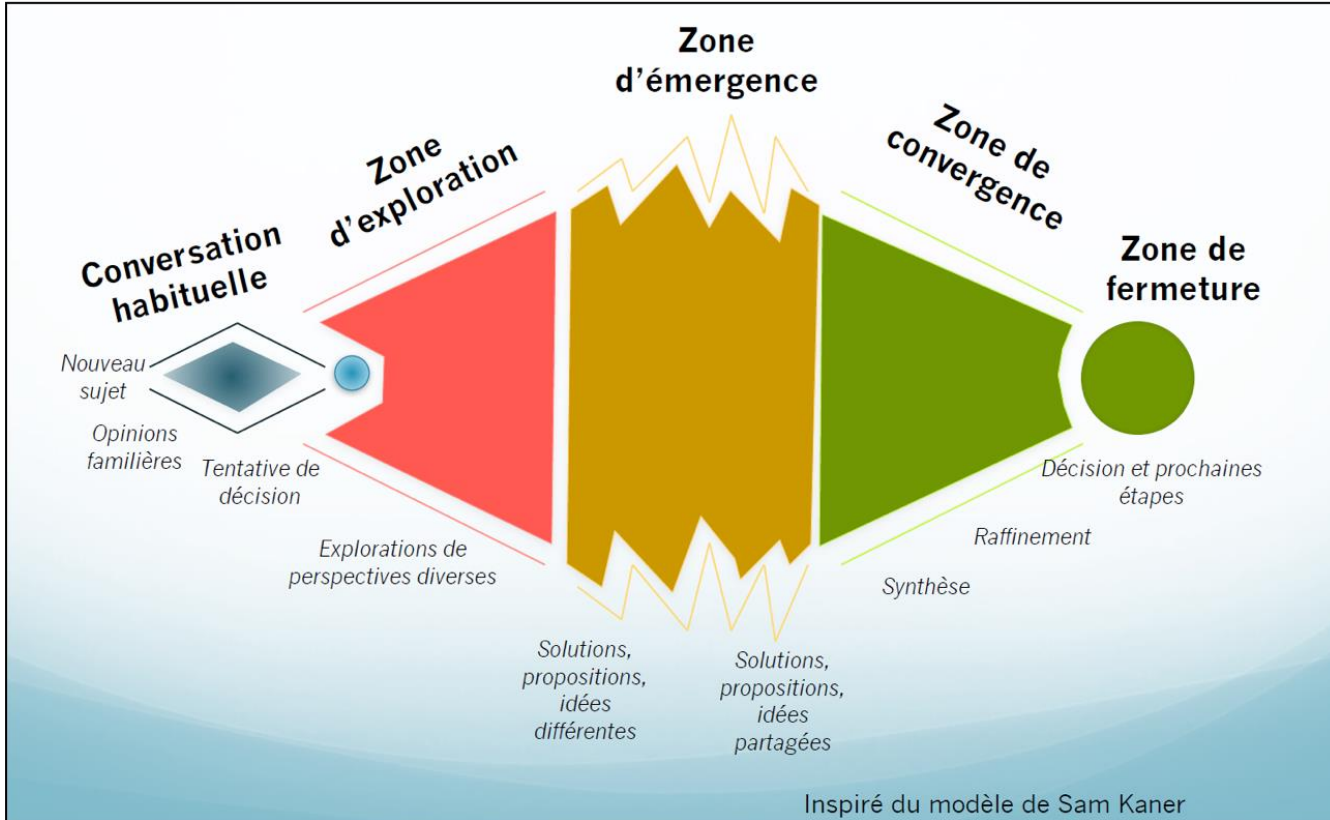 Zone
d'émergence
Zone
d'exploration
Zone de
convergence
Conversation
habituelle
Zone de
fermeture
Nouveau
sujet
Opinions
familières
Tentative de
décision
Explorations de
perspectives diverses
Solutions,
propositions,
idées
différentes
Solutions,
propositions,
idées
partagées
Synthèse
Raffinement
Décision et prochaines
étapes
Inspiré du modèle de Sam Kaner